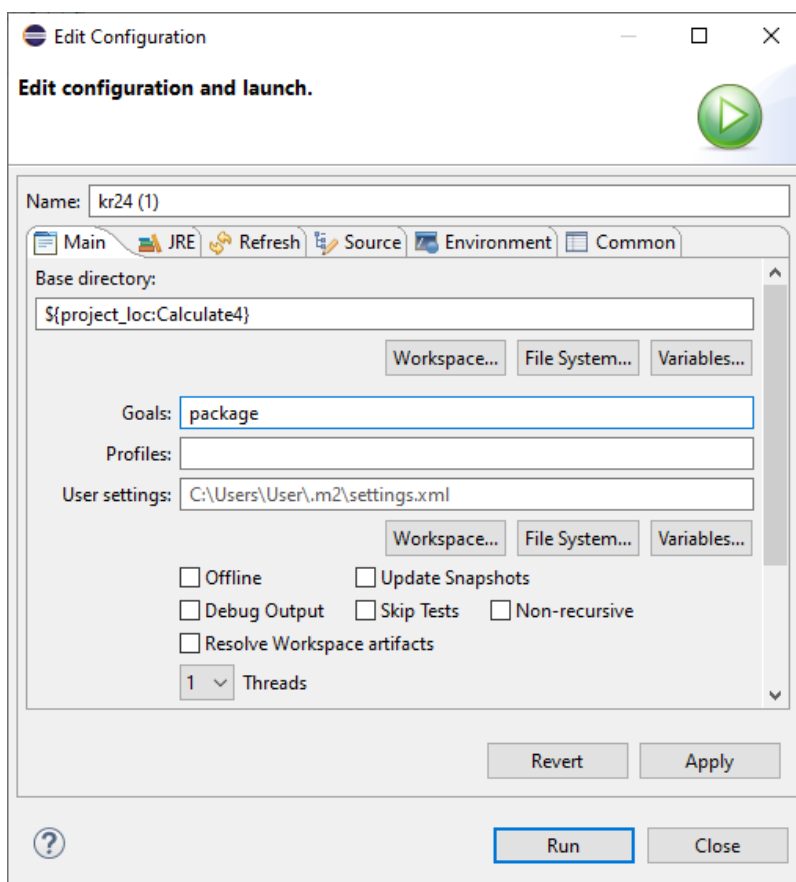 Edit Configuration
Edit configuration and launch.
Name: kr24 (1)
Main JRE Refresh Source Environment Common
Base directory:
${project_loc:Calculate4}
Workspace... File System... Variables...
Goals: package
Profiles:
User settings: C:\Users\User\.m2\settings.xml
Workspace... File System... Variables...
Offline Update Snapshots
Debug Output Skip Tests Non-recursive
Resolve Workspace artifacts
1 Threads
Revert Apply
? Run Close